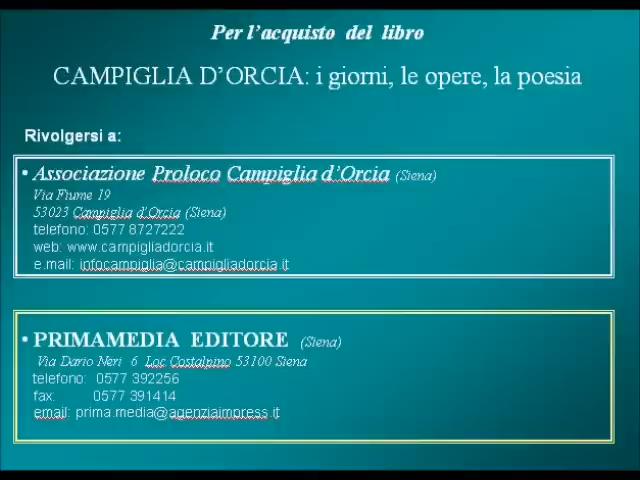 Per l'acquisto del libro
CAMPIGLIA D'ORCIA: i giorni, le opere, la poesia
Rivolgersi a:
• Associazione Proloco Campiglia d'Orcia (Siena)
Via Fiume 19
53023 Campiglia d'Orcia (Siena)
telefono: 0577 8727222
web: www.campigliadorcia.it
e.mail: infocampiglia@campigliadorcia.it
• PRIMAMEDIA EDITORE (Siena)
Via Dario Neri 6 Loc Costalpino 53100 Siena
telefono: 0577 392256
fax: 0577 391414
email: prima.media@agenziaimpress.it